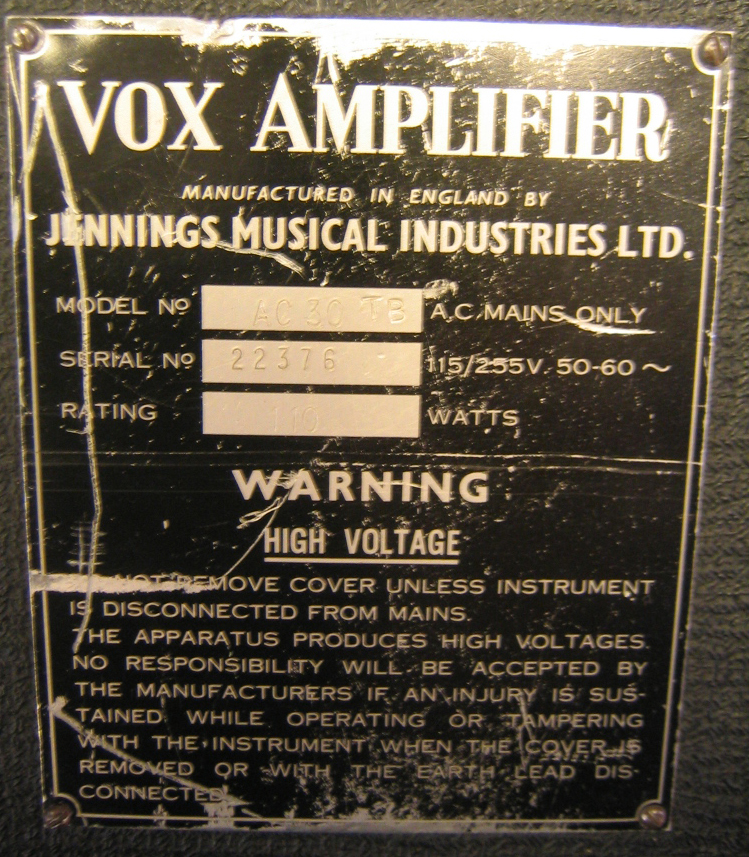 VOX AMPLIFIER
MANUFACTURED IN ENGLAND BY
JENNINGS MUSICAL INDUSTRIES LTD.
MODEL Nº AC30 TB A.C. MAINS ONLY
SERIAL Nº 22376 115/255V 50-60 ~
RATING 110 WATTS
WARNING
HIGH VOLTAGE
NOT REMOVE COVER UNLESS INSTRUMENT
IS DISCONNECTED FROM MAINS.
THE APPARATUS PRODUCES HIGH VOLTAGES.
NO RESPONSIBILITY WILL BE ACCEPTED BY
THE MANUFACTURERS IF AN INJURY IS SUS-
TAINED WHILE OPERATING OR TAMPERING
WITH THE INSTRUMENT WHEN THE COVER IS
REMOVED OR WITH THE EARTH LEAD DIS-
CONNECTED